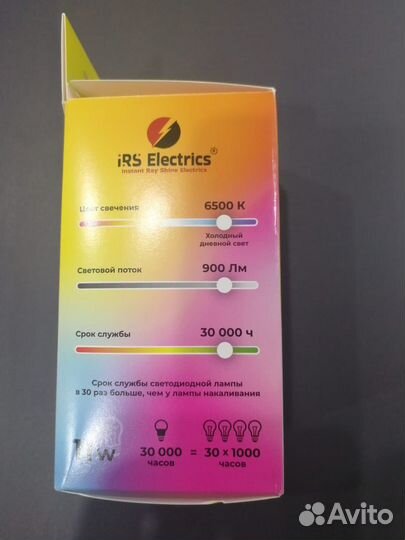 iRS Electrics®
Instant Ray Shine Electrics
Цвет свечения 6500 K
Холодный
дневной свет
Световой поток 900 Лм
Срок службы 30 000 ч
Срок службы светодиодной лампы
в 30 раз больше, чем у лампы накаливания
30 000 = 30 x 1000
часов часов
Avito